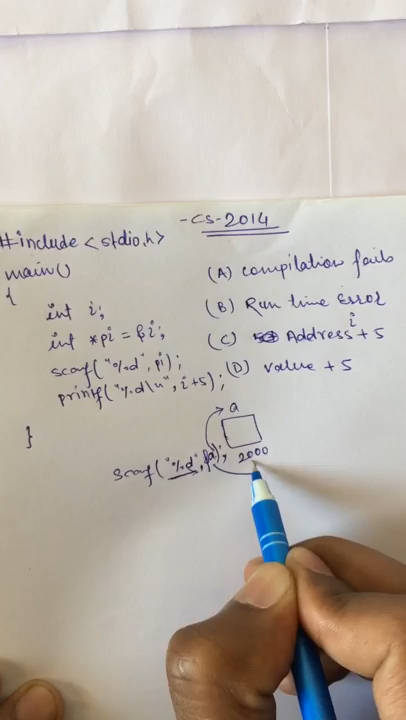 -CS-2014
#include <stdio.h>
main()
{
int i;
int *pi = &i;
scanf("%d", pi);
printf("%d\n", i+5);
}
(A) compilation fails
(B) Run time Error
(C) Address i + 5
(D) value + 5
a
2000
scanf("%d", &a);